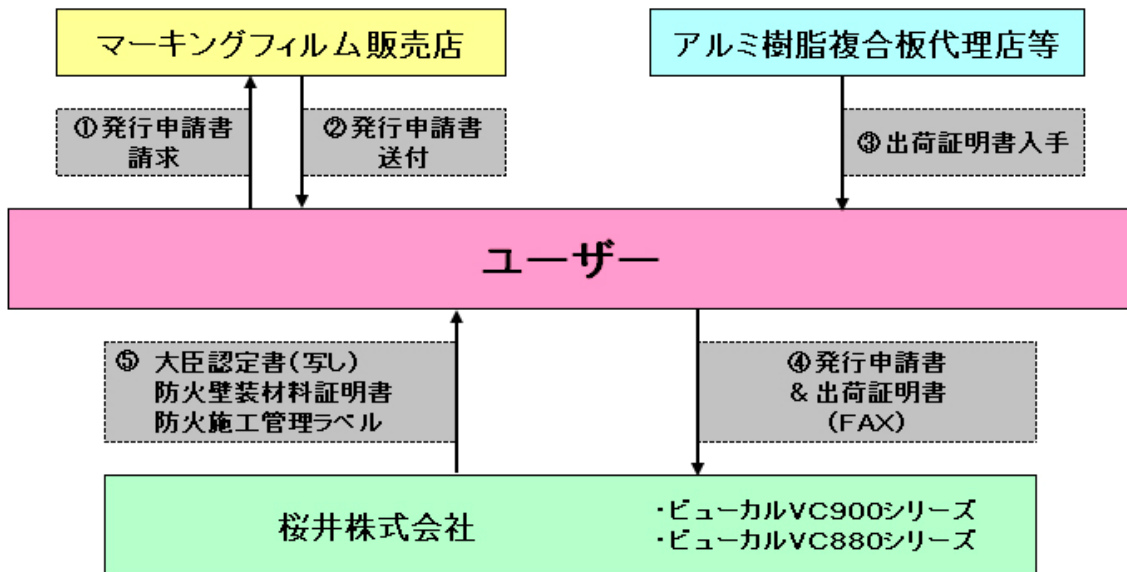 マーキングフィルム販売店
アルミ樹脂複合板代理店等
①発行申請書
請求
②発行申請書
送付
③出荷証明書入手
ユーザー
⑤ 大臣認定書(写し)
防火壁装材料証明書
防火施工管理ラベル
④発行申請書
&出荷証明書
(FAX)
桜井株式会社
・ビューカルVC900シリーズ
・ビューカルVC880シリーズ